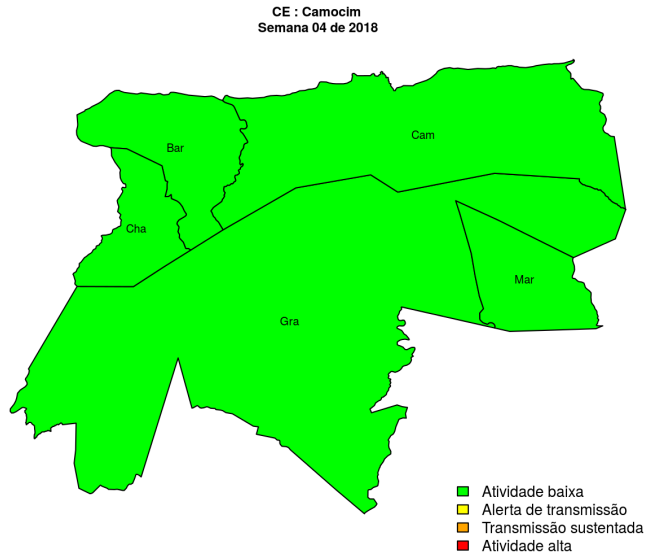 CE : Camocim
Semana 04 de 2018
Bar
Cam
Cha
Mar
Gra
Atividade baixa
Alerta de transmissão
Transmissão sustentada
Atividade alta